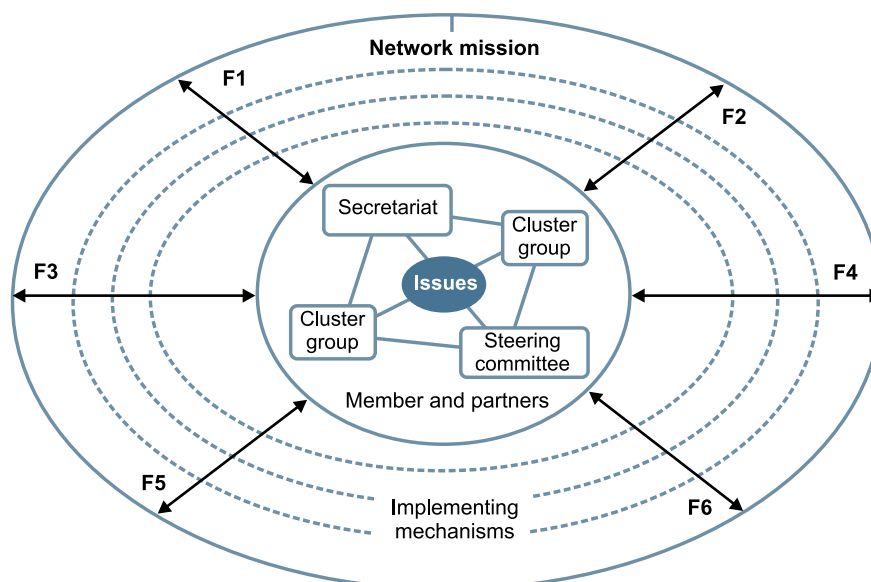 Network mission
F1
F2
Secretariat
Cluster
group
F3
Issues
F4
Cluster
group
Steering
committee
Member and partners
F5
Implementing
mechanisms
F6